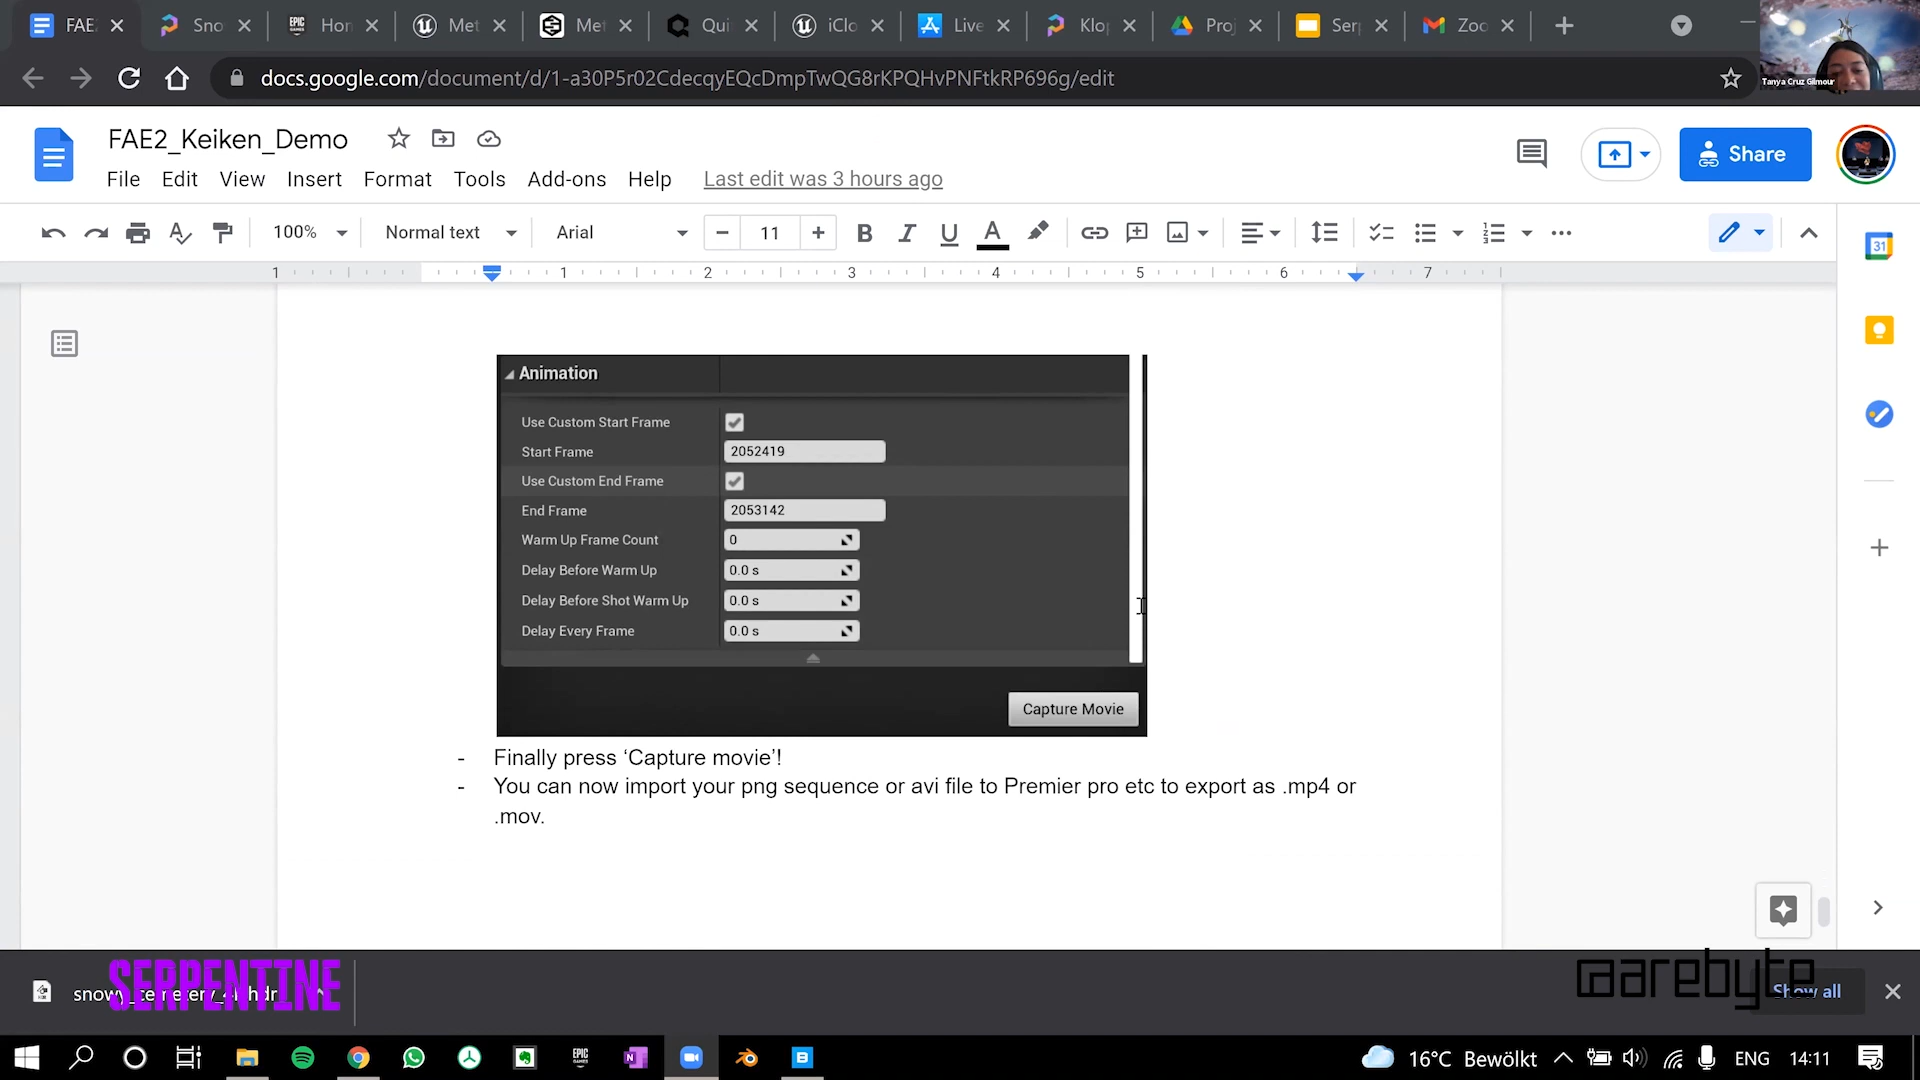 FAE
Sno
Hon
Met
Met
Qui
iClo
Live
Klo
Proj
Serp
Zoo
docs.google.com/document/d/1-a30P5r02CdecqyEQcDmpTwQG8rKPQHvPNFtkRP696g/edit
Tanya Cruz Gilmour
FAE2_Keiken_Demo
Share
File Edit View Insert Format Tools Add-ons Help Last edit was 3 hours ago
100% Normal text Arial 11
1 1 2 3 4 5 6 7
31
Animation
Use Custom Start Frame
Start Frame 2052419
Use Custom End Frame
End Frame 2053142
Warm Up Frame Count 0
Delay Before Warm Up 0.0 s
Delay Before Shot Warm Up 0.0 s
Delay Every Frame 0.0 s
Capture Movie
- Finally press ‘Capture movie’!
- You can now import your png sequence or avi file to Premier pro etc to export as .mp4 or
.mov.
SERPENTINE
arebyte
Show all
16°C Bewölkt ENG 14:11